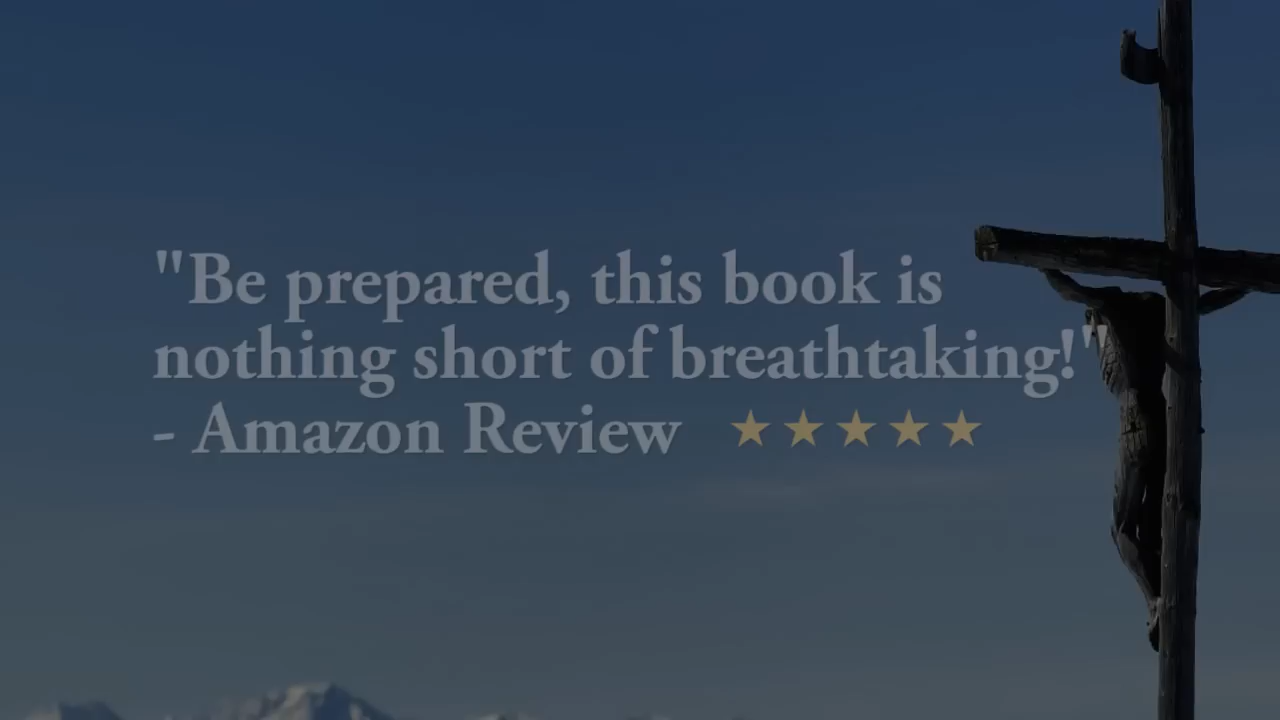 "Be prepared, this book is
nothing short of breathtaking!"
- Amazon Review ★★★★★